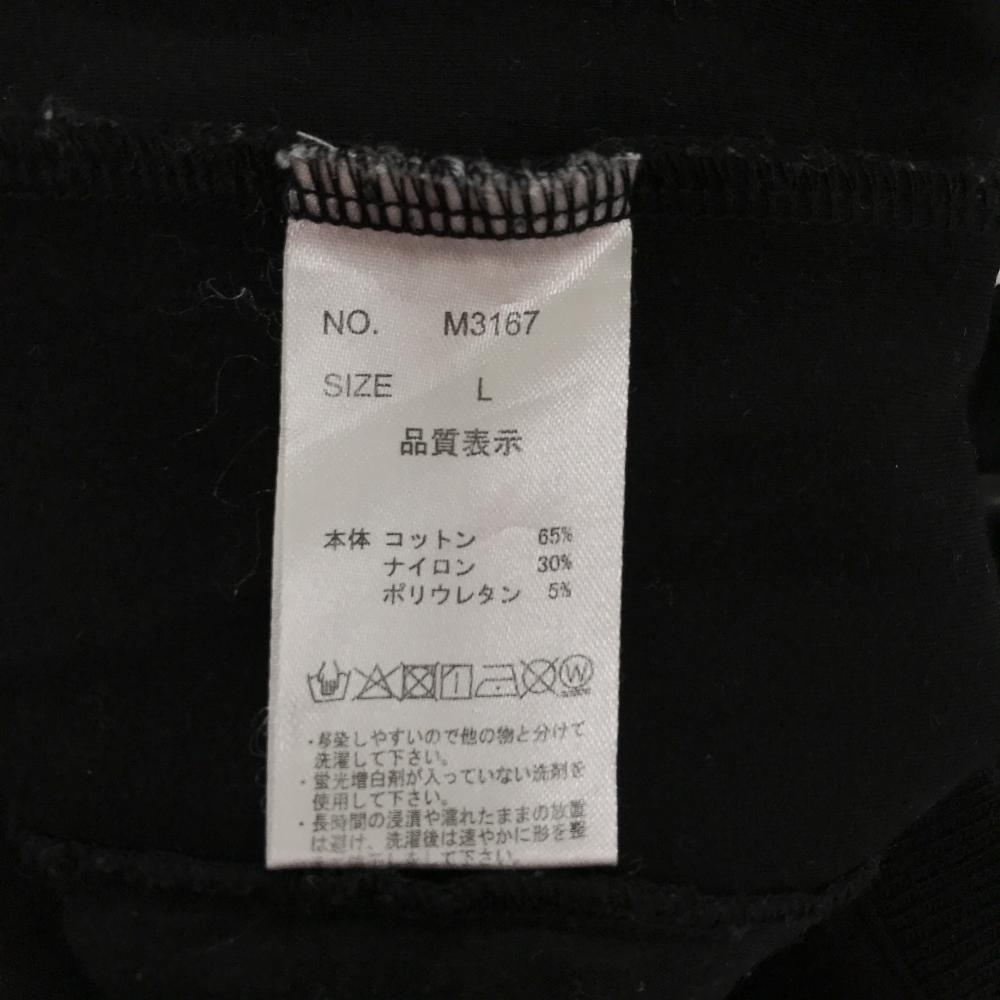 NO. M3167
SIZE L
品質表示
本体 コットン 65%
ナイロン 30%
ポリウレタン 5%
W
・移染しやすいので他の物と分けて
洗濯して下さい。
・蛍光増白剤が入っていない洗剤を
使用して下さい。
・長時間の浸漬や濡れたままの放置
は避け、洗濯後は速やかに形を整
して下さい。